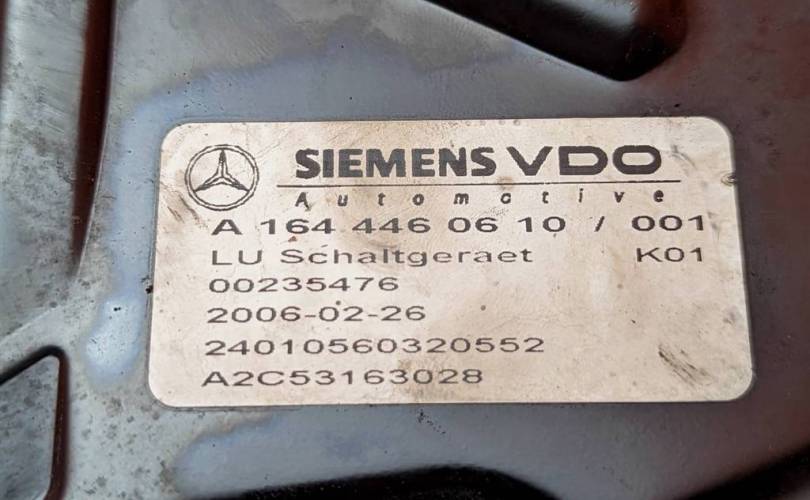 SIEMENS VDO
Automotive
A 164 446 06 10 / 001
LU Schaltgeraet K01
00235476
2006-02-26
24010560320552
A2C53163028